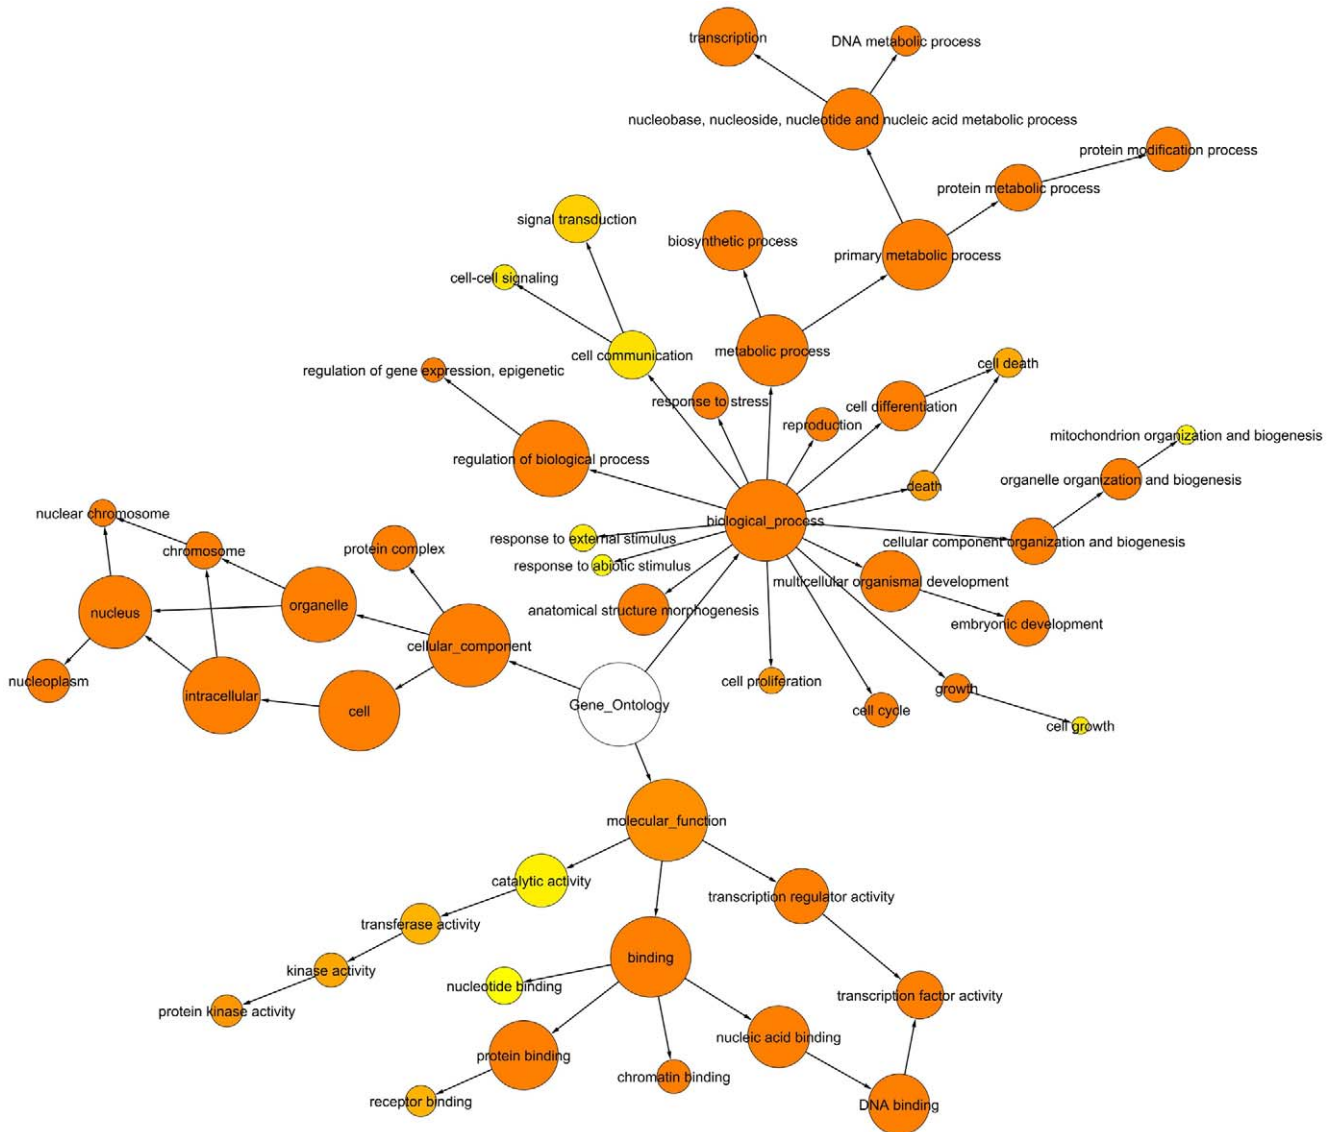 transcription
DNA metabolic process
nucleobase, nucleoside, nucleotide and nucleic acid metabolic process
protein modification process
protein metabolic process
signal transduction
biosynthetic process
primary metabolic process
cell-cell signaling
cell communication
metabolic process
cell death
regulation of gene expression, epigenetic
response to stress
cell differentiation
reproduction
mitochondrion organization and biogenesis
regulation of biological process
organelle organization and biogenesis
death
nuclear chromosome
biological_process
response to external stimulus
cellular component organization and biogenesis
chromosome
protein complex
response to abiotic stimulus
multicellular organismal development
nucleus
organelle
anatomical structure morphogenesis
embryonic development
cellular_component
nucleoplasm
cell proliferation
growth
intracellular
cell
Gene_Ontology
cell cycle
cell growth
molecular_function
catalytic activity
transcription regulator activity
transferase activity
binding
kinase activity
nucleotide binding
transcription factor activity
protein kinase activity
nucleic acid binding
protein binding
chromatin binding
receptor binding
DNA binding